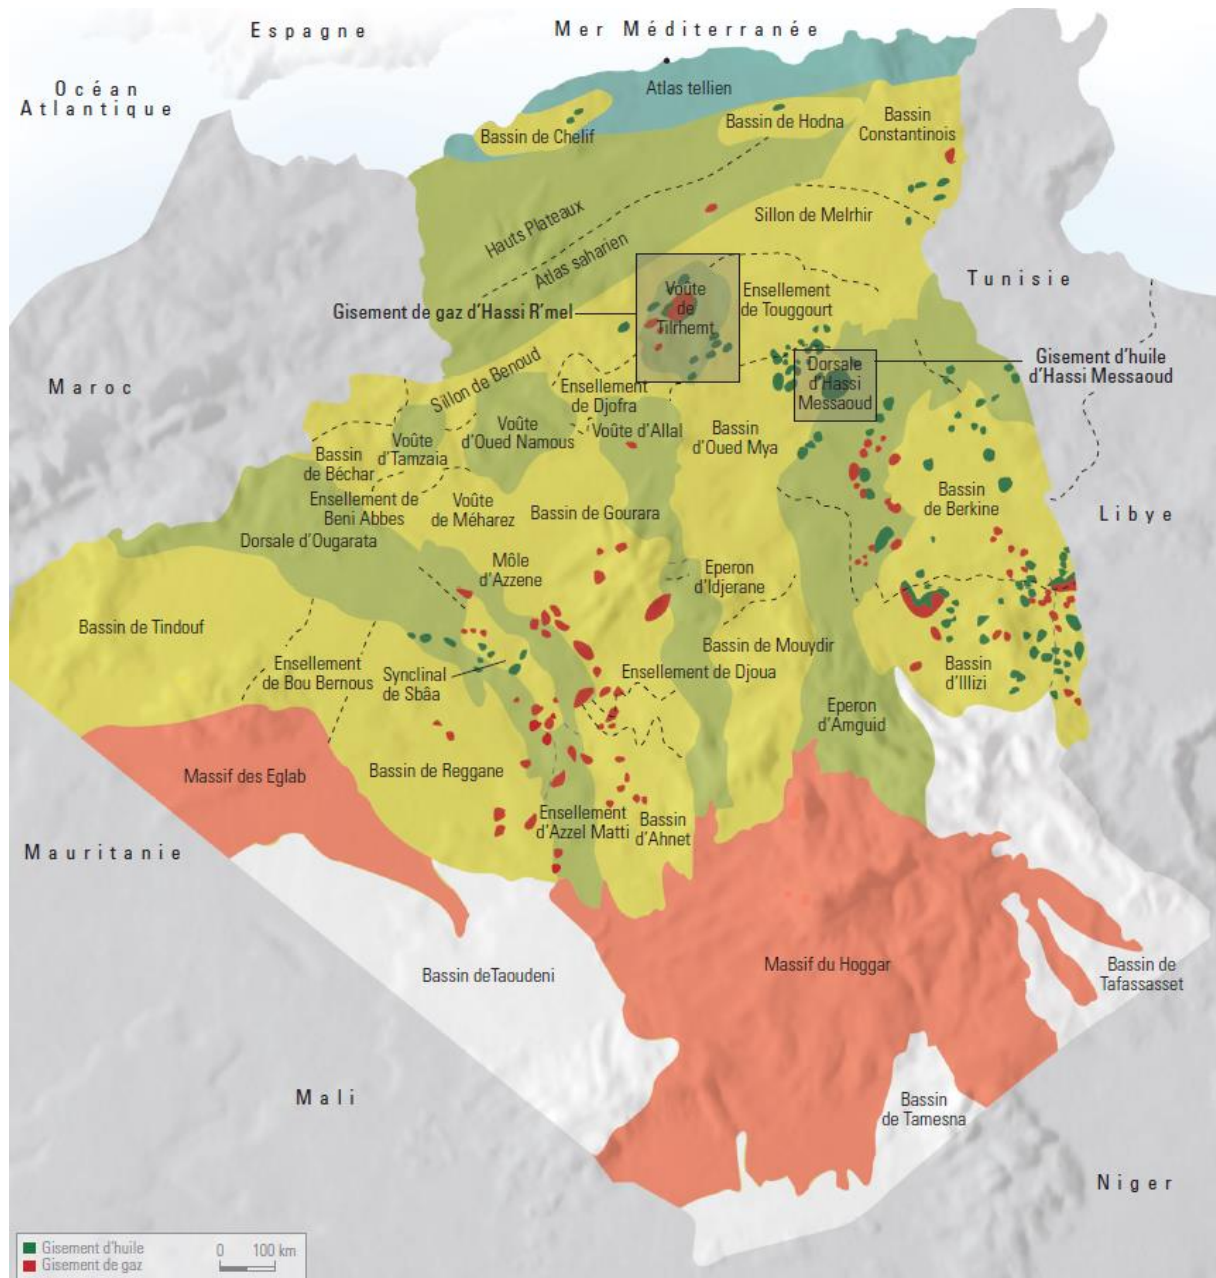 Espagne
Mer Méditerranée
Océan
Atlantique
Atlas tellien
Bassin de Chelif
Bassin de Hodna
Bassin
Constantinois
Hauts Plateaux
Atlas saharien
Sillon de Melrhir
Tunisie
Gisement de gaz d'Hassi R'mel
Voûte
de
Tilrhemt
Ensellement
de Touggourt
Maroc
Sillon de Benoud
Ensellement
de Djofra
Dorsale
d'Hassi
Messaoud
Gisement d'huile
d'Hassi Messaoud
Bassin
de Béchar
Voûte
d'Tamzaia
Voûte
d'Oued Namous
Voûte d'Allal
Bassin
d'Oued Mya
Ensellement de
Beni Abbes
Voûte
de Méharez
Bassin de Gourara
Bassin
de Berkine
Libye
Dorsale d'Ougarata
Môle
d'Azzene
Eperon
d'Idjerane
Bassin de Tindouf
Ensellement
de Bou Bernous
Synclinal
de Sbâa
Bassin de Mouydir
Ensellement de Djoua
Bassin
d'Illizi
Eperon
d'Amguid
Massif des Eglab
Bassin de Reggane
Ensellement
d'Azzel Matti
Bassin
d'Ahnet
Mauritanie
Bassin deTaoudeni
Massif du Hoggar
Bassin de
Tafassasset
Mali
Bassin
de Tamesna
Niger
Gisement d'huile
Gisement de gaz
0 100 km